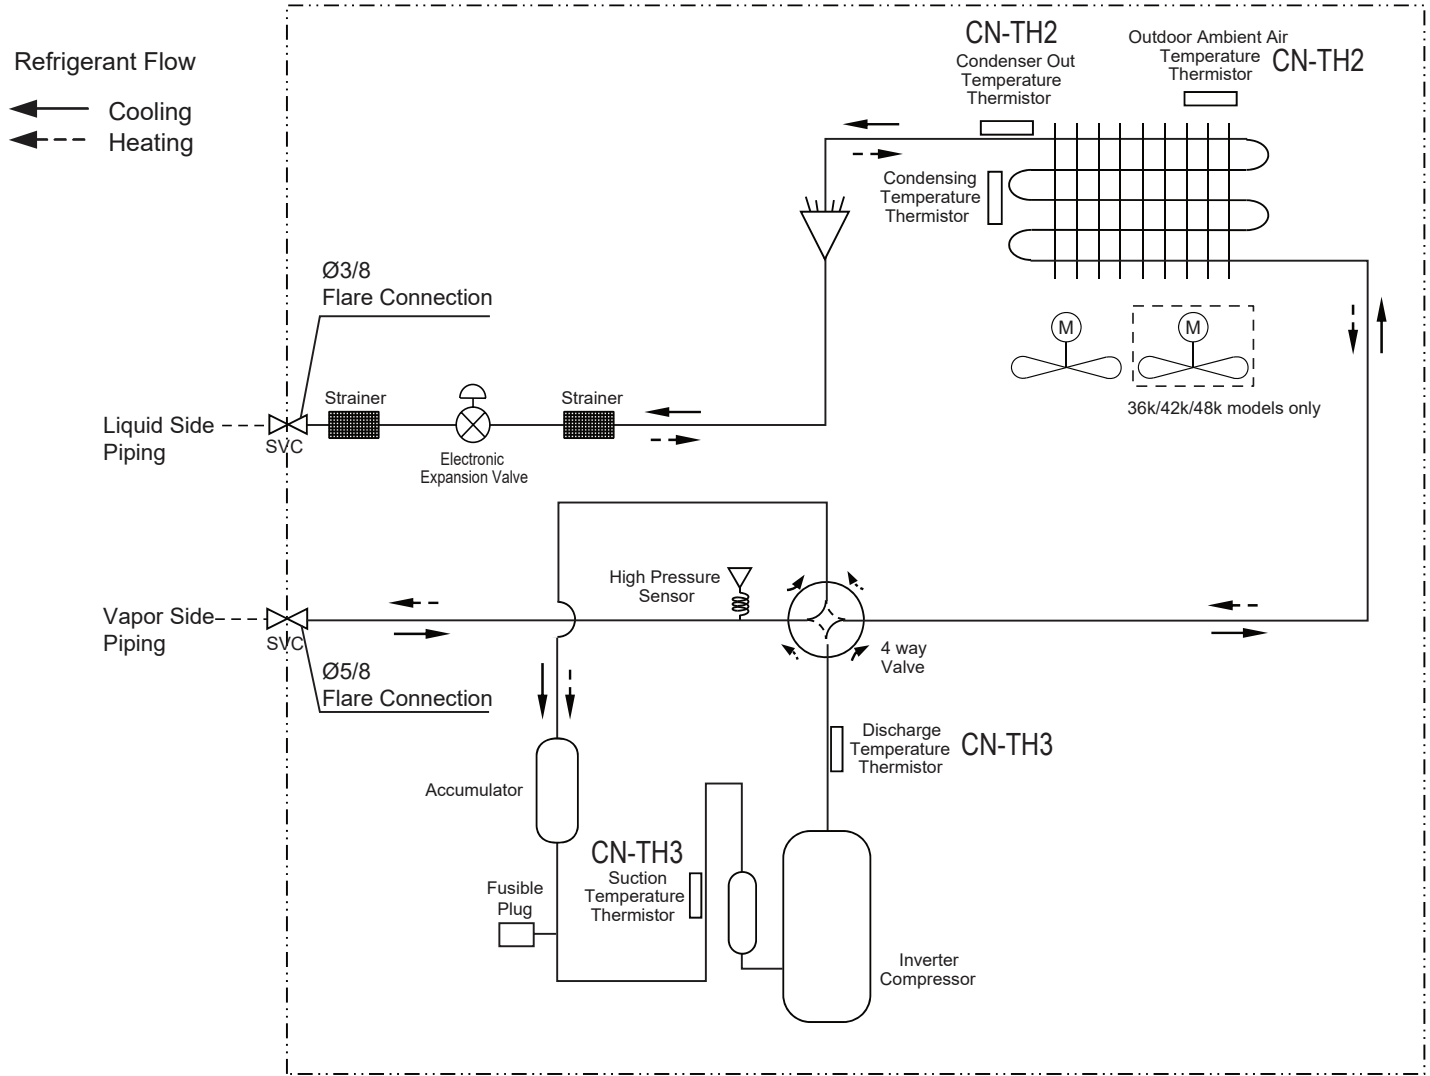 Refrigerant Flow
Cooling
Heating
CN-TH2
Condenser Out
Temperature
Thermistor
Outdoor Ambient Air
Temperature
Thermistor
CN-TH2
Condensing
Temperature
Thermistor
Ø3/8
Flare Connection
M
M
36k/42k/48k models only
Strainer
Strainer
Liquid Side
Piping
SVC
Electronic
Expansion Valve
High Pressure
Sensor
Vapor Side
Piping
SVC
4 way
Valve
Ø5/8
Flare Connection
Discharge
Temperature
Thermistor
CN-TH3
Accumulator
CN-TH3
Suction
Temperature
Thermistor
Fusible
Plug
Inverter
Compressor